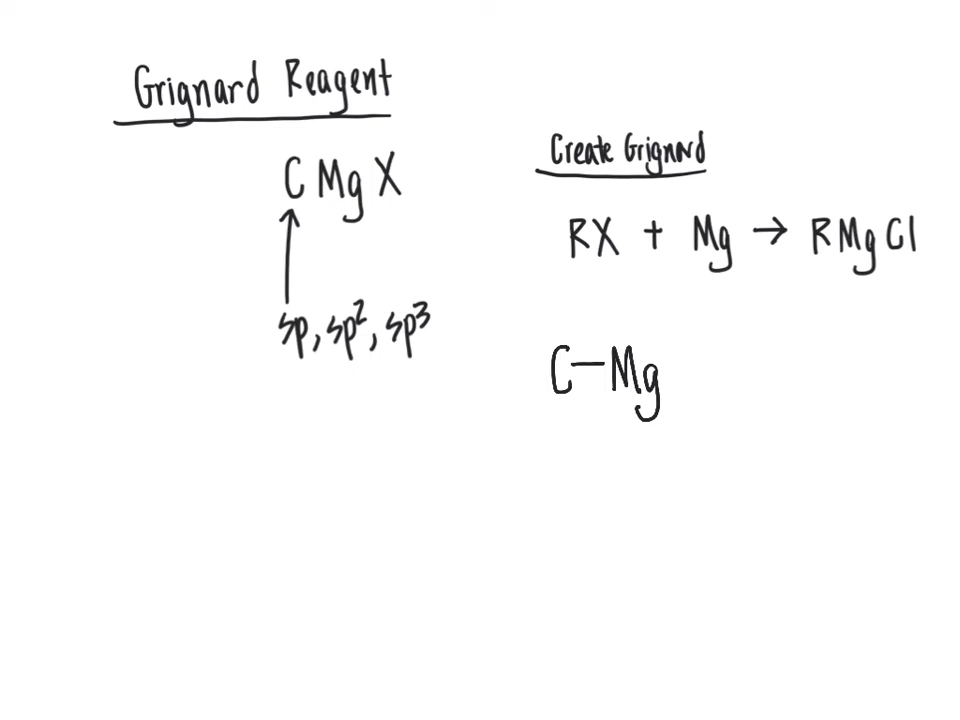 Grignard Reagent
C Mg X
sp, sp², sp³
Create Grignard
RX + Mg → RMgCl
C—Mg